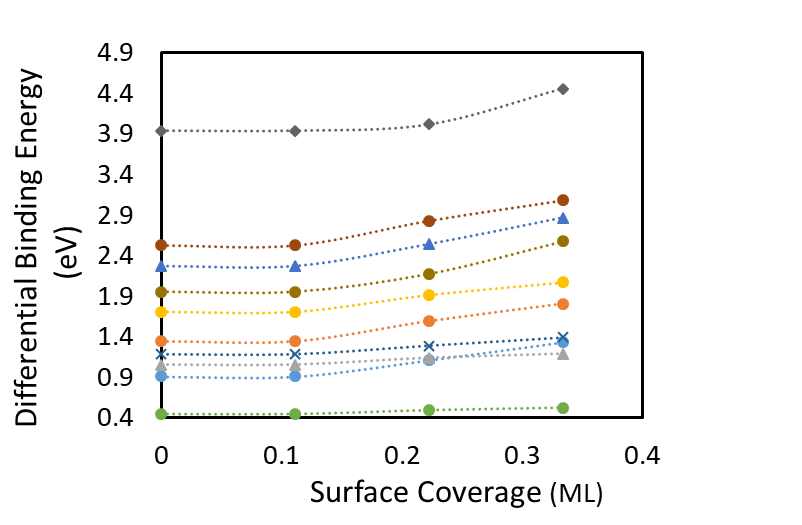 4.9
4.4
3.9
3.4
2.9
2.4
1.9
1.4
0.9
0.4
Differential Binding Energy
(eV)
0 0.1 0.2 0.3 0.4
Surface Coverage (ML)